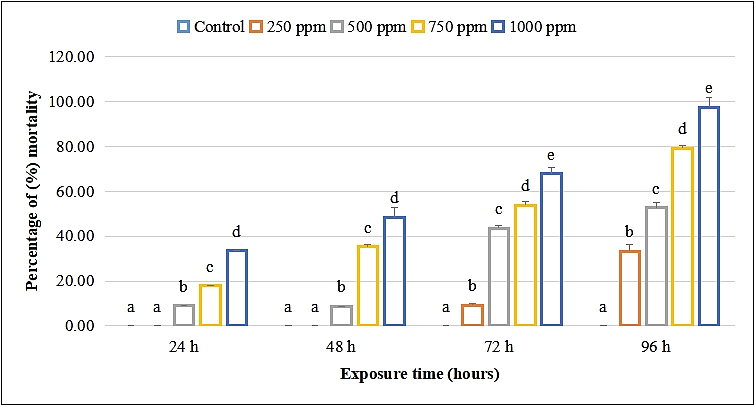 Control 250 ppm 500 ppm 750 ppm 1000 ppm
Percentage of (%) mortality
120.00
100.00
80.00
60.00
40.00
20.00
0.00
a a b c d
a a b c d
a b c d e
a b c d e
24 h 48 h 72 h 96 h
Exposure time (hours)